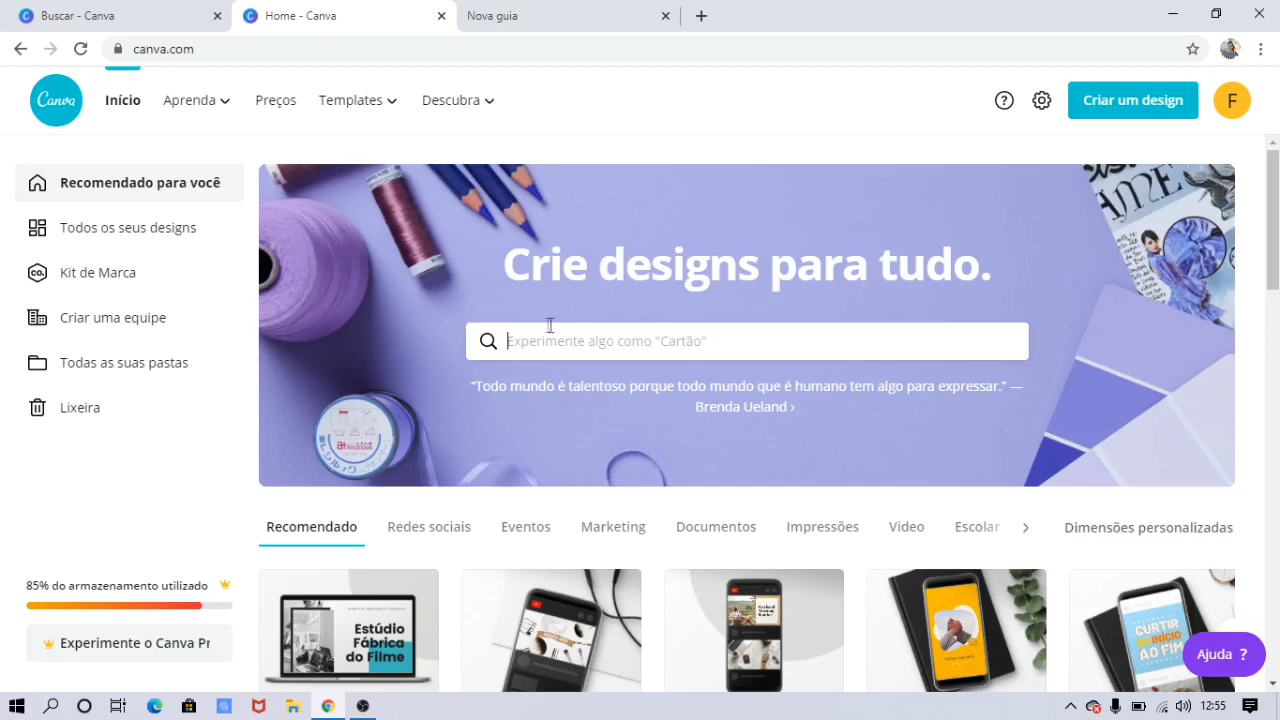 Buscar - Canva
Home - Canva
Nova guia
canva.com
Canva
Início
Aprenda
Preços
Templates
Descubra
Criar um design
F
Recomendado para você
Todos os seus designs
CO.
Kit de Marca
Criar uma equipe
Todas as suas pastas
Lixeira
Crie designs para tudo.
Experimente algo como "Cartão"
“Todo mundo é talentoso porque todo mundo que é humano tem algo para expressar.” —
Brenda Ueland ›
Recomendado
Redes sociais
Eventos
Marketing
Documentos
Impressões
Video
Escolar
Dimensões personalizadas
85% do armazenamento utilizado
Experimente o Canva Pr
Estúdio
Fábrica
do Filme
CURTIR
DO INÍCIO
AO FIM
Ajuda ?
12:55